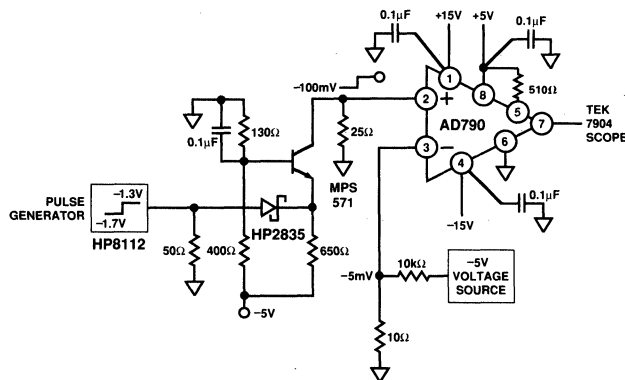 0.1μF
+15V
+5V
0.1μF
–100mV
510Ω
1
8
5
2
+
AD790
7
TEK
7904
SCOPE
0.1μF
130Ω
25Ω
3
–
6
4
MPS
571
0.1μF
–15V
PULSE
GENERATOR
–1.3V
–1.7V
HP8112
HP2835
50Ω
400Ω
650Ω
–5V
–5mV
10kΩ
–5V
VOLTAGE
SOURCE
10Ω